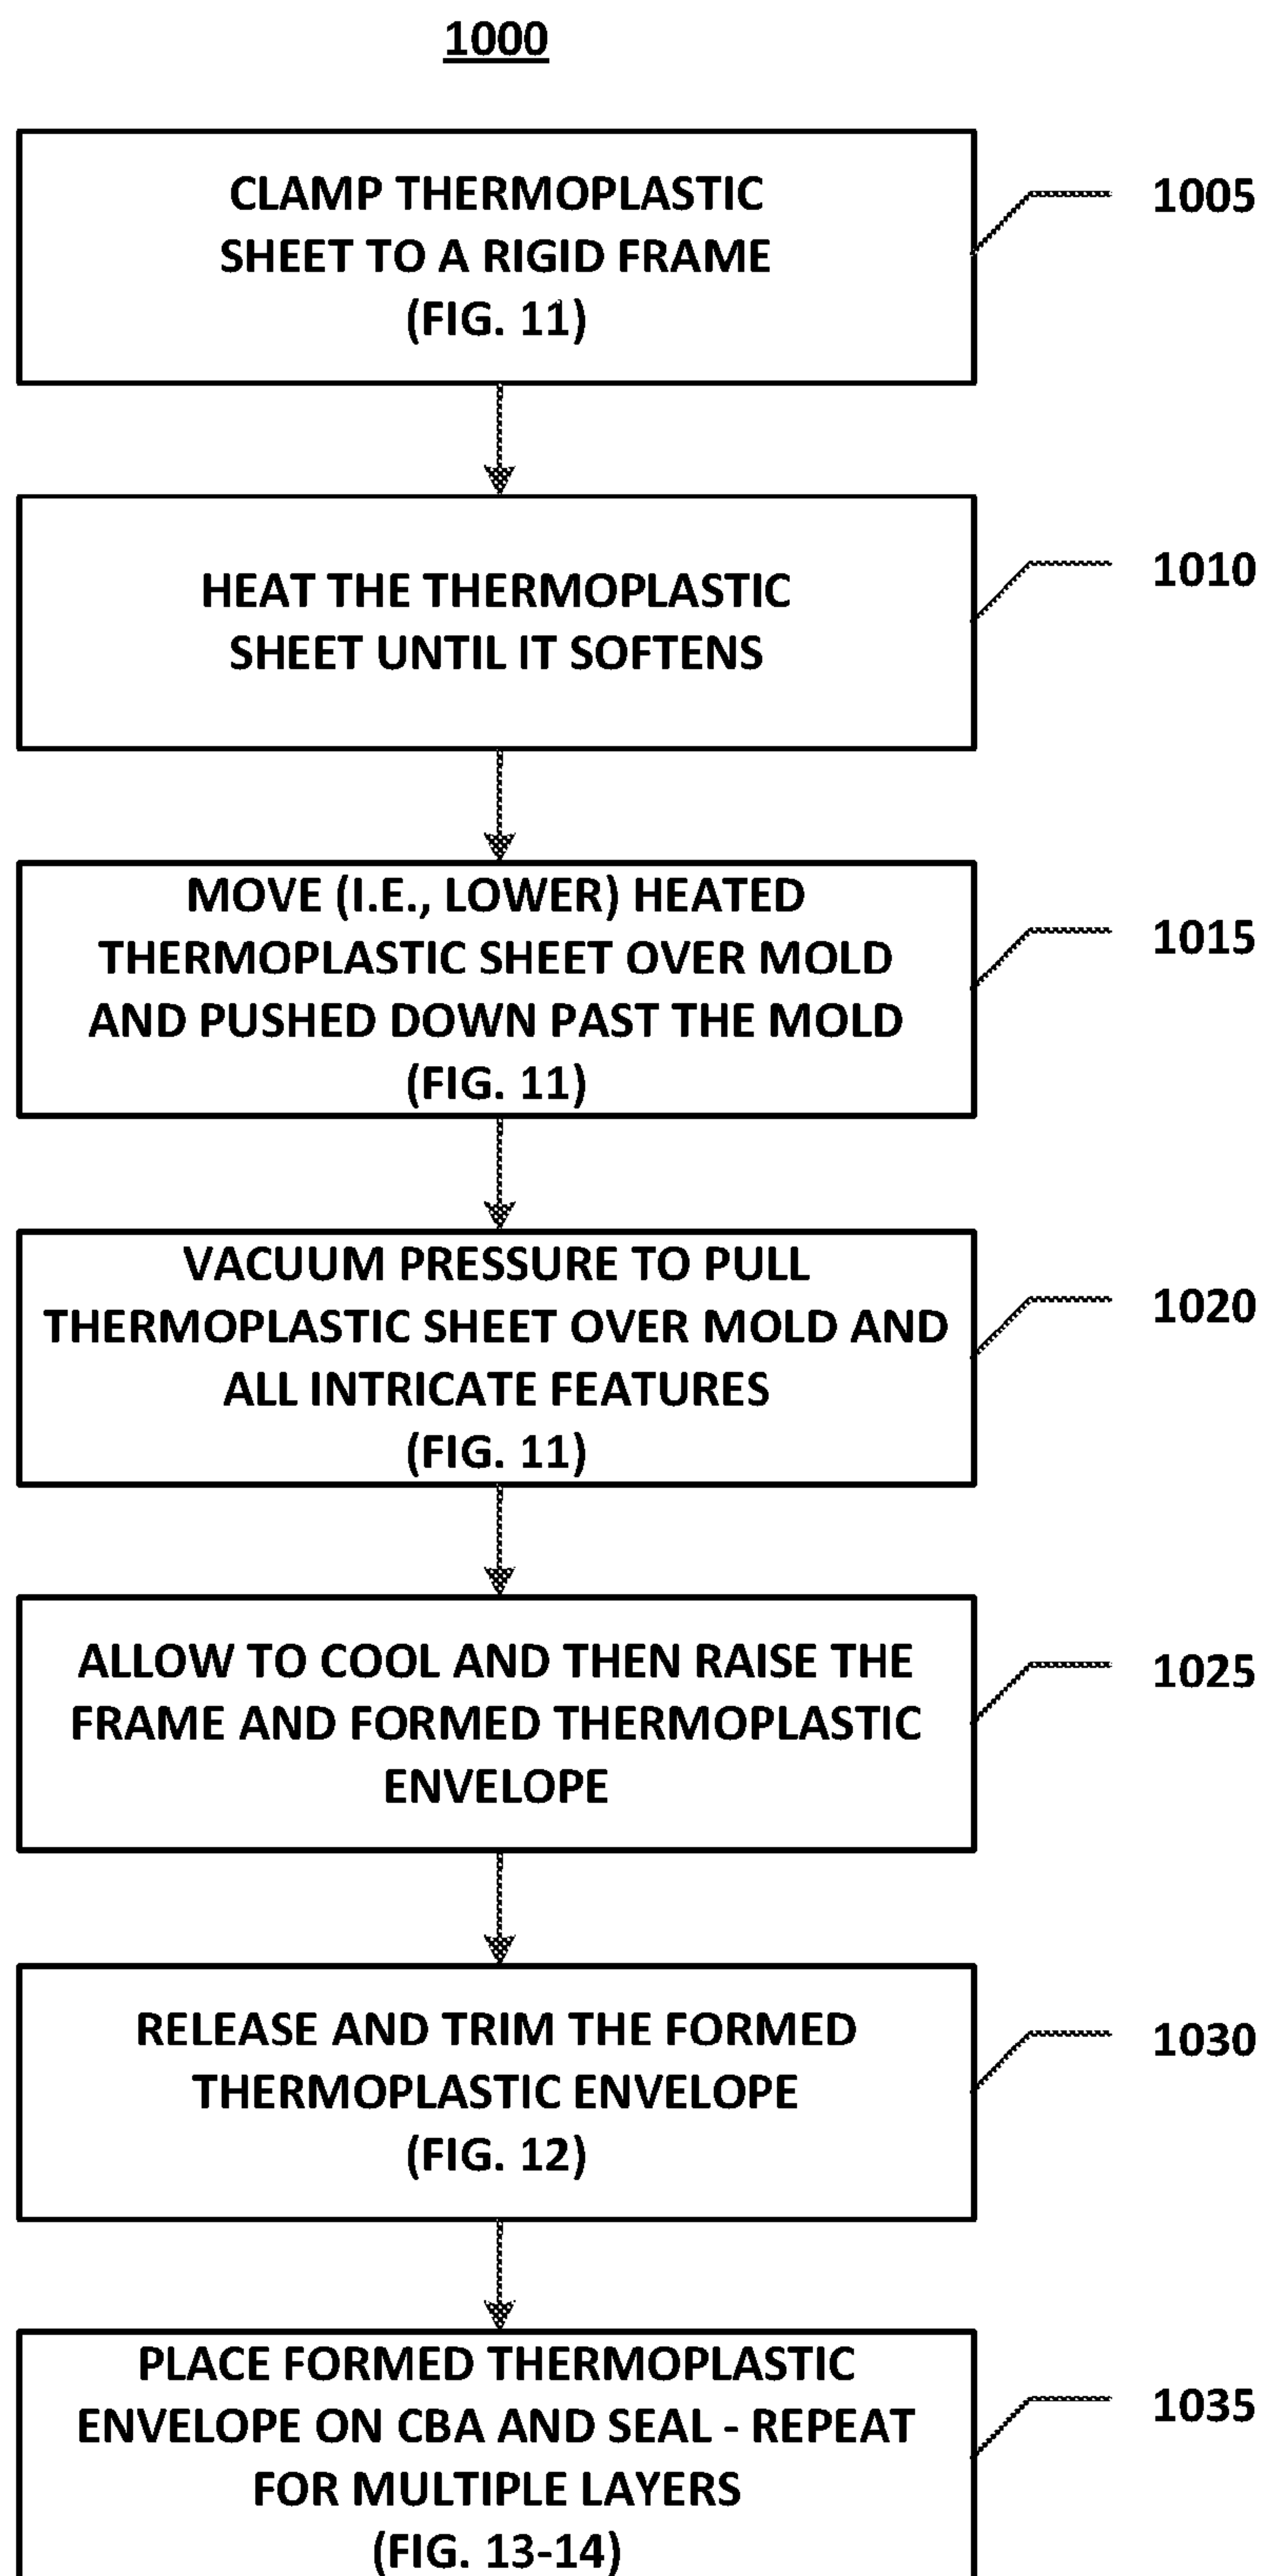 1000
CLAMP THERMOPLASTIC
SHEET TO A RIGID FRAME
(FIG. 11)
1005
HEAT THE THERMOPLASTIC
SHEET UNTIL IT SOFTENS
1010
MOVE (I.E., LOWER) HEATED
THERMOPLASTIC SHEET OVER MOLD
AND PUSHED DOWN PAST THE MOLD
(FIG. 11)
1015
VACUUM PRESSURE TO PULL
THERMOPLASTIC SHEET OVER MOLD AND
ALL INTRICATE FEATURES
(FIG. 11)
1020
ALLOW TO COOL AND THEN RAISE THE
FRAME AND FORMED THERMOPLASTIC
ENVELOPE
1025
RELEASE AND TRIM THE FORMED
THERMOPLASTIC ENVELOPE
(FIG. 12)
1030
PLACE FORMED THERMOPLASTIC
ENVELOPE ON CBA AND SEAL - REPEAT
FOR MULTIPLE LAYERS
(FIG. 13-14)
1035